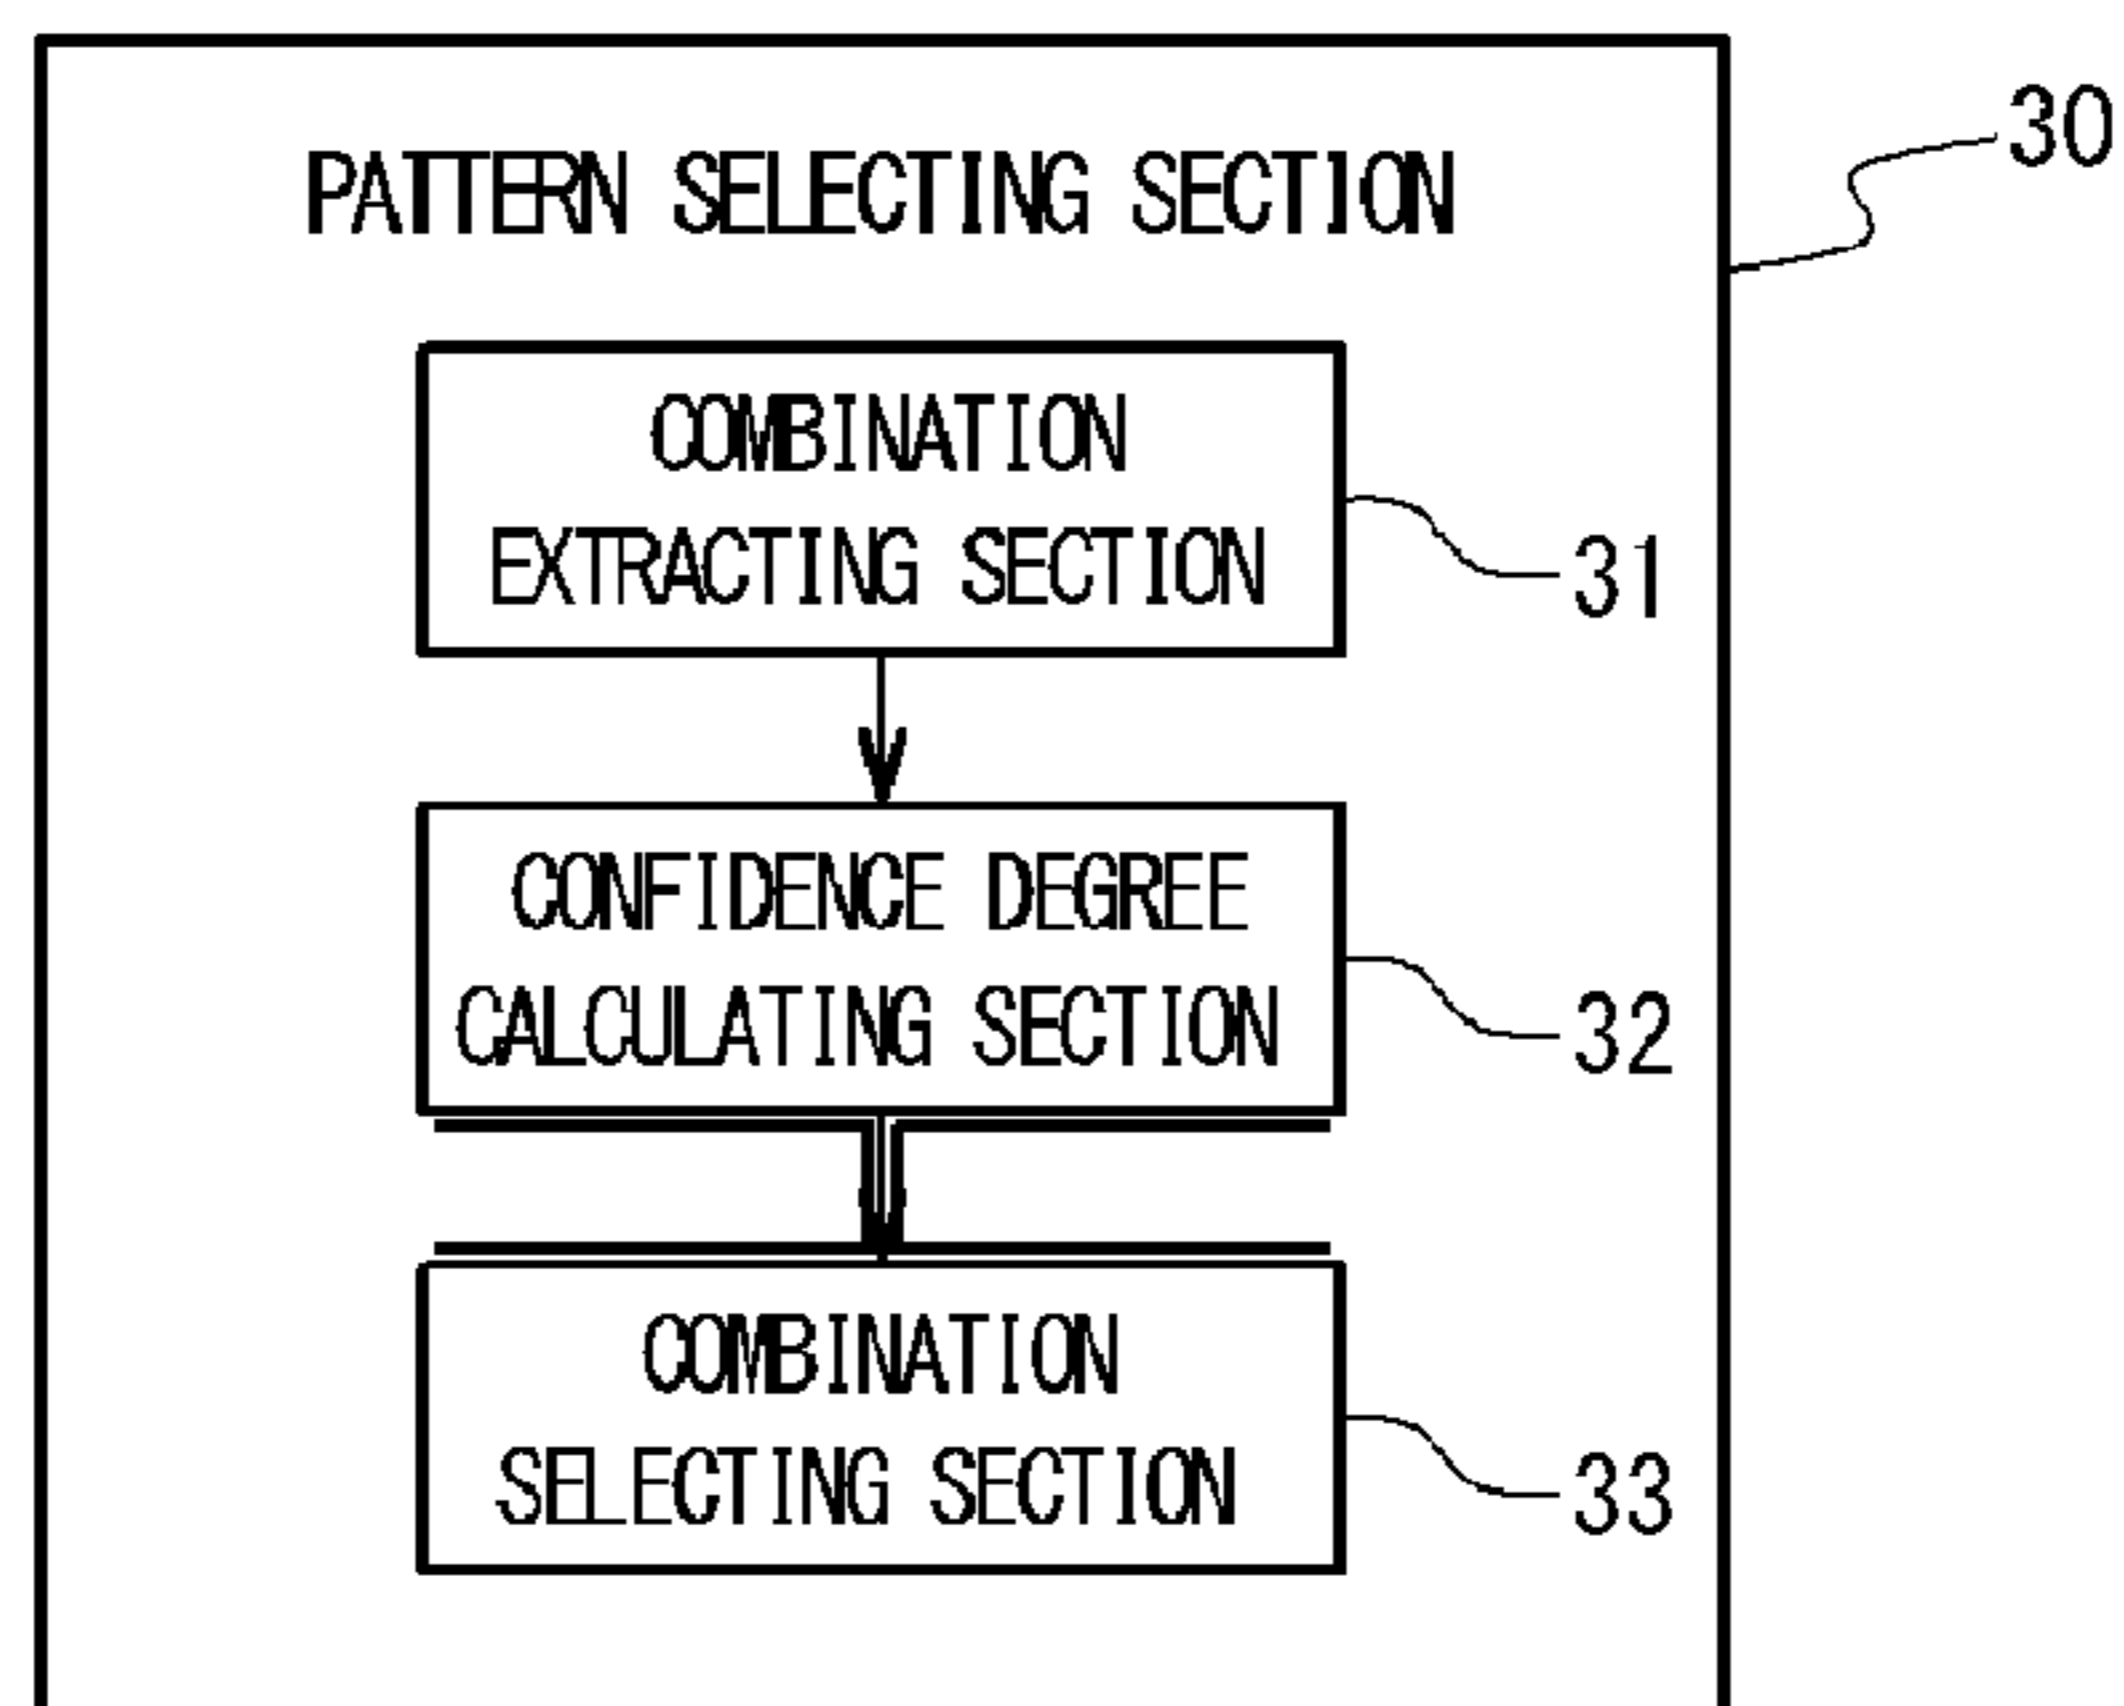 30
PATTERN SELECTING SECTION
COMBINATION
EXTRACTING SECTION
31
CONFIDENCE DEGREE
CALCULATING SECTION
32
COMBINATION
SELECTING SECTION
33